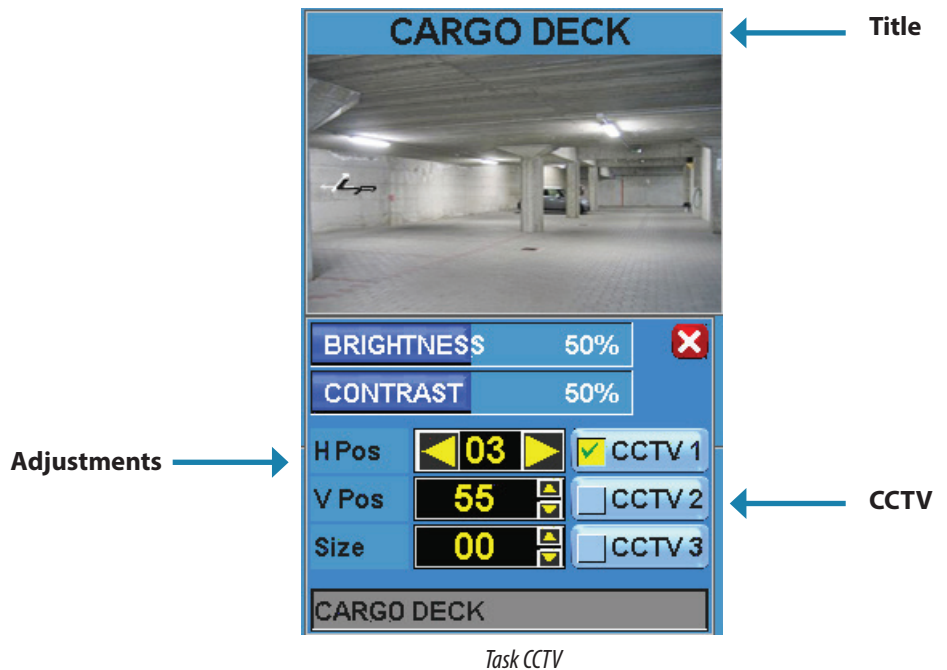 CARGO DECK
Title
BRIGHTNESS 50%
CONTRAST 50%
Adjustments
H Pos 03 CCTV 1
V Pos 55 CCTV 2
CCTV
Size 00 CCTV 3
CARGO DECK
Task CCTV